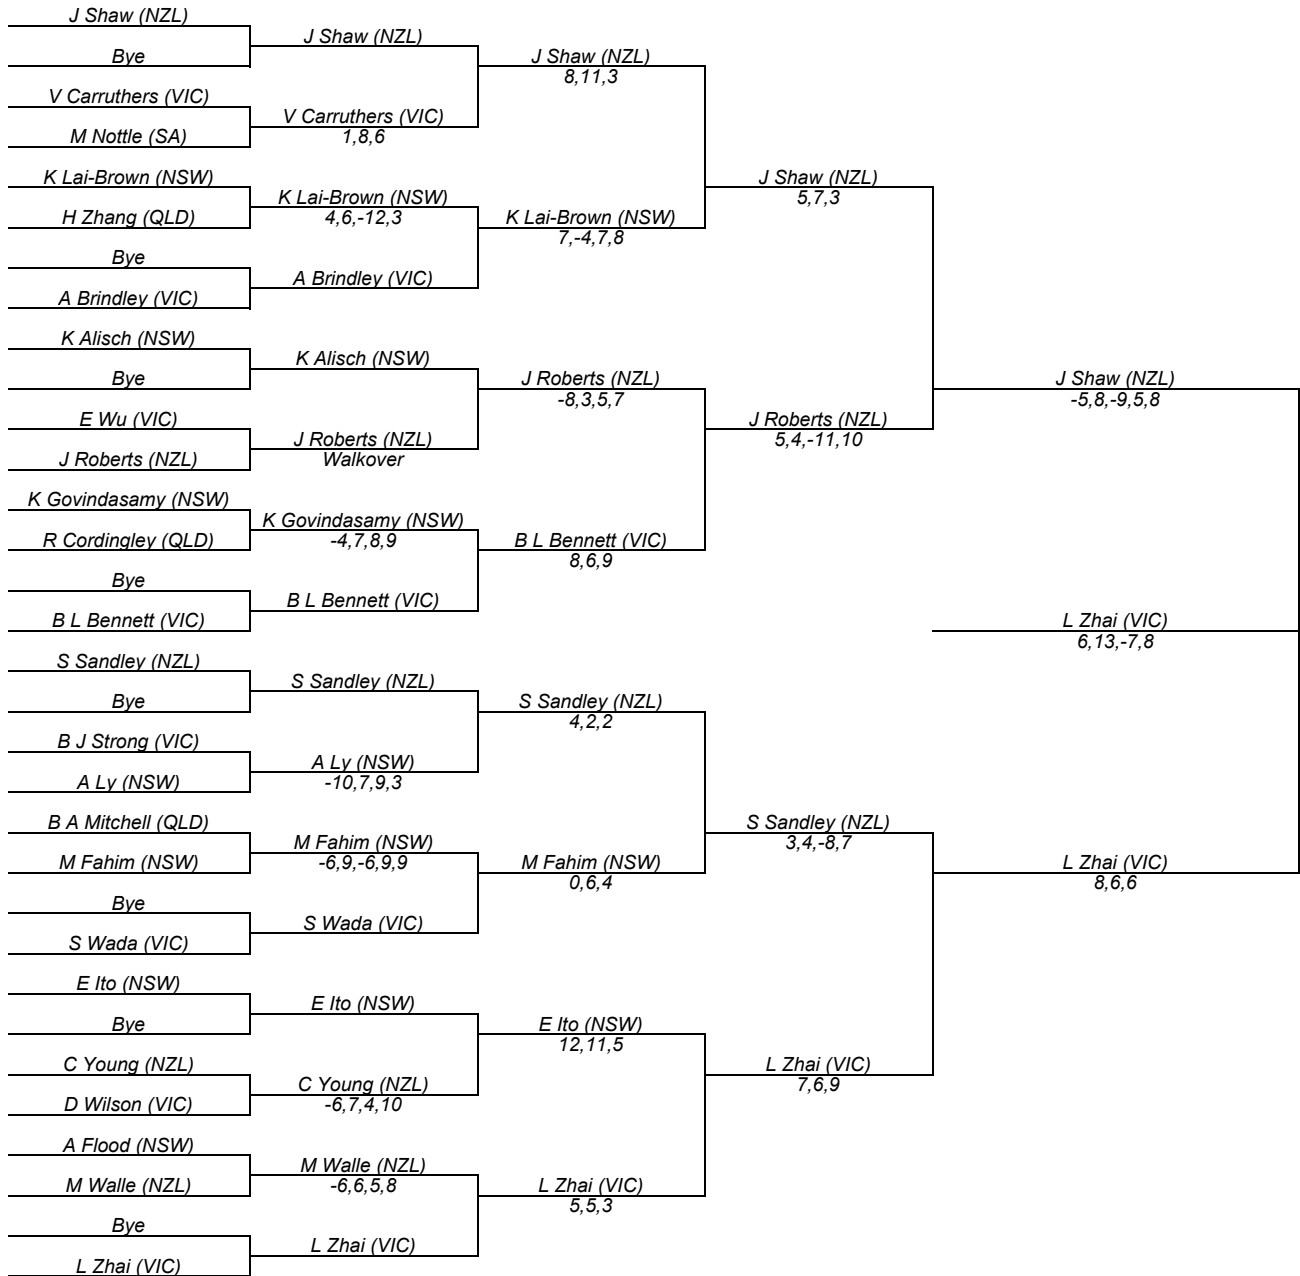 J Shaw (NZL)
Bye
V Carruthers (VIC)
M Nottle (SA)
K Lai-Brown (NSW)
H Zhang (QLD)
Bye
A Brindley (VIC)
K Alisch (NSW)
Bye
E Wu (VIC)
J Roberts (NZL)
K Govindasamy (NSW)
R Cordingley (QLD)
Bye
B L Bennett (VIC)
S Sandley (NZL)
Bye
B J Strong (VIC)
A Ly (NSW)
B A Mitchell (QLD)
M Fahim (NSW)
Bye
S Wada (VIC)
E Ito (NSW)
Bye
C Young (NZL)
D Wilson (VIC)
A Flood (NSW)
M Walle (NZL)
Bye
L Zhai (VIC)
J Shaw (NZL)
V Carruthers (VIC)
1,8,6
K Lai-Brown (NSW)
4,6,-12,3
A Brindley (VIC)
K Alisch (NSW)
J Roberts (NZL)
Walkover
K Govindasamy (NSW)
-4,7,8,9
B L Bennett (VIC)
S Sandley (NZL)
A Ly (NSW)
-10,7,9,3
M Fahim (NSW)
-6,9,-6,9,9
S Wada (VIC)
E Ito (NSW)
C Young (NZL)
-6,7,4,10
M Walle (NZL)
-6,6,5,8
L Zhai (VIC)
J Shaw (NZL)
8,11,3
K Lai-Brown (NSW)
7,-4,7,8
J Roberts (NZL)
-8,3,5,7
B L Bennett (VIC)
8,6,9
S Sandley (NZL)
4,2,2
M Fahim (NSW)
0,6,4
E Ito (NSW)
12,11,5
L Zhai (VIC)
5,5,3
J Shaw (NZL)
5,7,3
J Roberts (NZL)
5,4,-11,10
S Sandley (NZL)
3,4,-8,7
L Zhai (VIC)
7,6,9
J Shaw (NZL)
-5,8,-9,5,8
L Zhai (VIC)
6,13,-7,8
L Zhai (VIC)
8,6,6